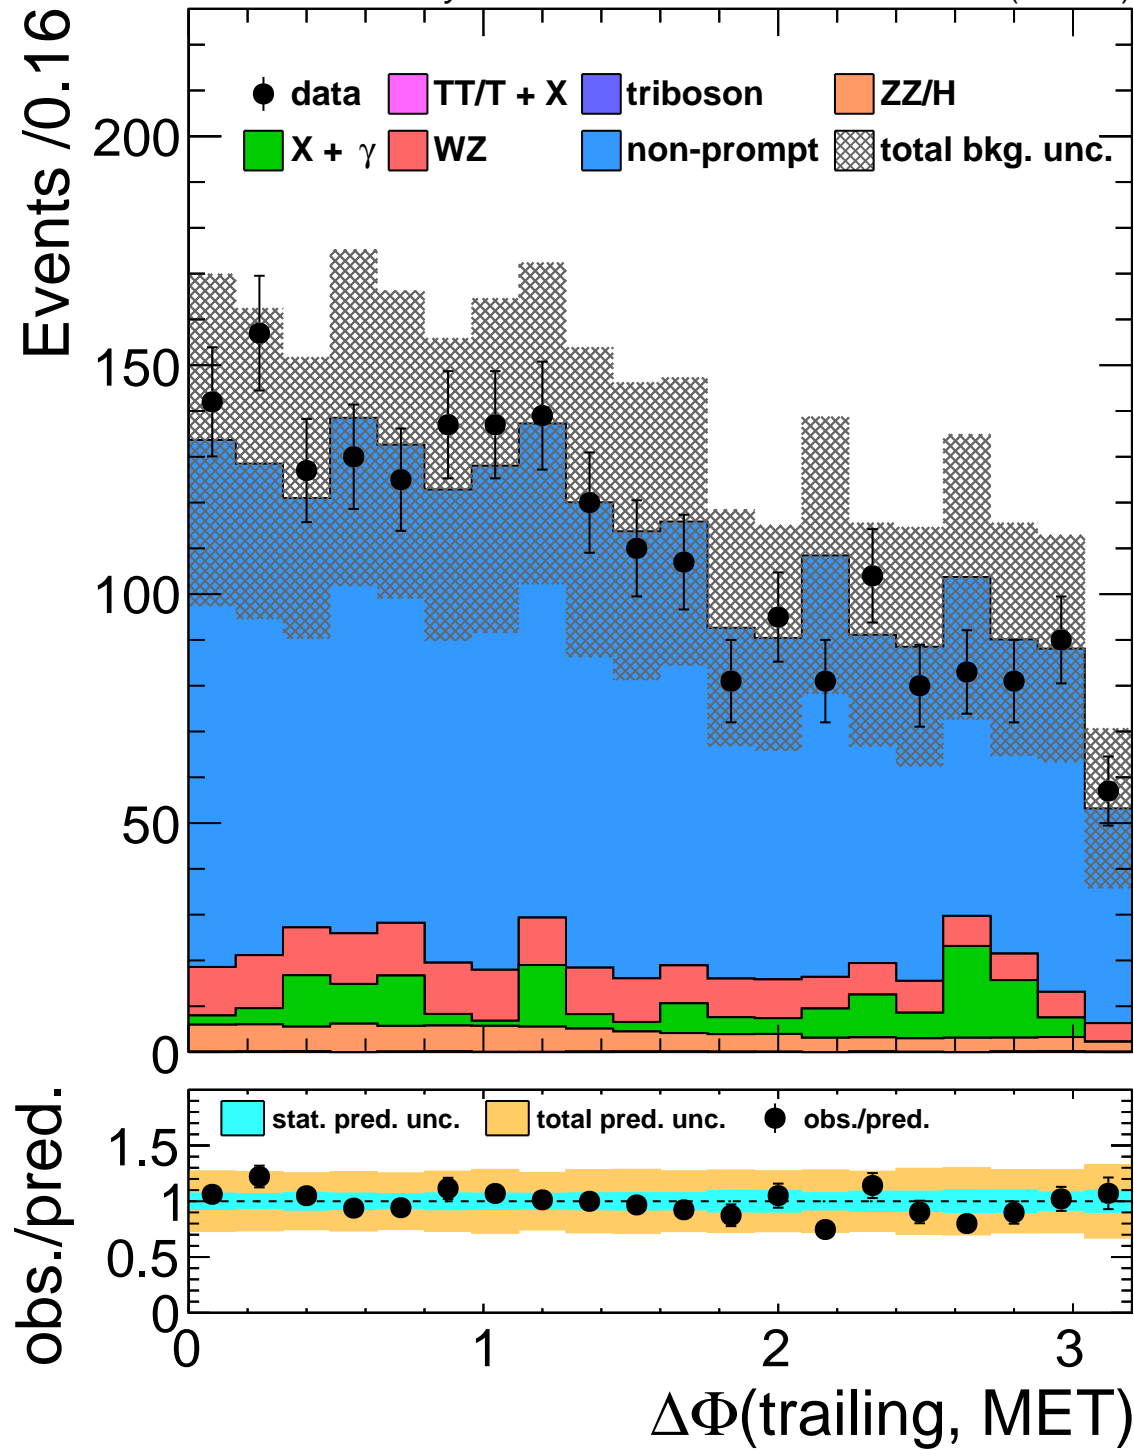 Events /0.16
200
150
100
50
0
data TT/T + X triboson ZZ/H
X + γ WZ non-prompt total bkg. unc.
obs./pred.
1.5
1
0.5
0
stat. pred. unc. total pred. unc. obs./pred.
0 1 2 3
ΔΦ(trailing, MET)